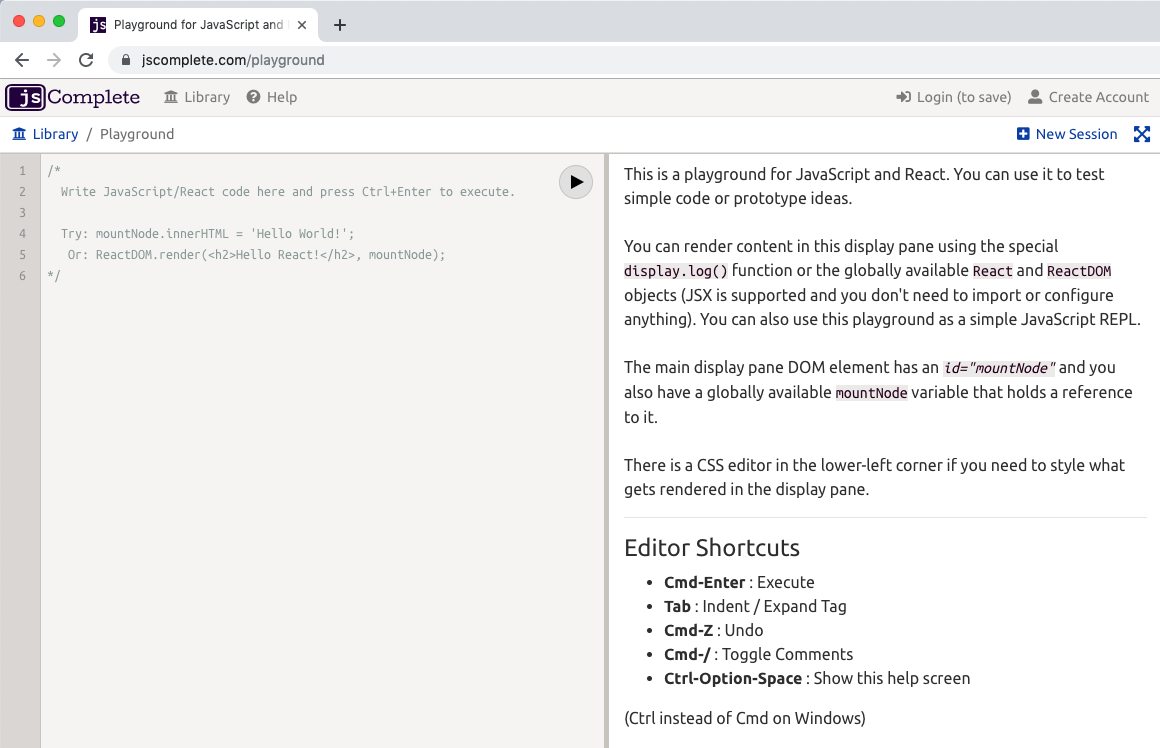 js Playground for JavaScript and
jscomplete.com/playground
jsComplete Library Help Login (to save) Create Account
Library / Playground New Session
1 /*
2 Write JavaScript/React code here and press Ctrl+Enter to execute.
3
4 Try: mountNode.innerHTML = 'Hello World!';
5 Or: ReactDOM.render(<h2>Hello React!</h2>, mountNode);
6 */
This is a playground for JavaScript and React. You can use it to test
simple code or prototype ideas.
You can render content in this display pane using the special
display.log() function or the globally available React and ReactDOM
objects (JSX is supported and you don't need to import or configure
anything). You can also use this playground as a simple JavaScript REPL.
The main display pane DOM element has an id="mountNode" and you
also have a globally available mountNode variable that holds a reference
to it.
There is a CSS editor in the lower-left corner if you need to style what
gets rendered in the display pane.
Editor Shortcuts
• Cmd-Enter : Execute
• Tab : Indent / Expand Tag
• Cmd-Z : Undo
• Cmd-/ : Toggle Comments
• Ctrl-Option-Space : Show this help screen
(Ctrl instead of Cmd on Windows)